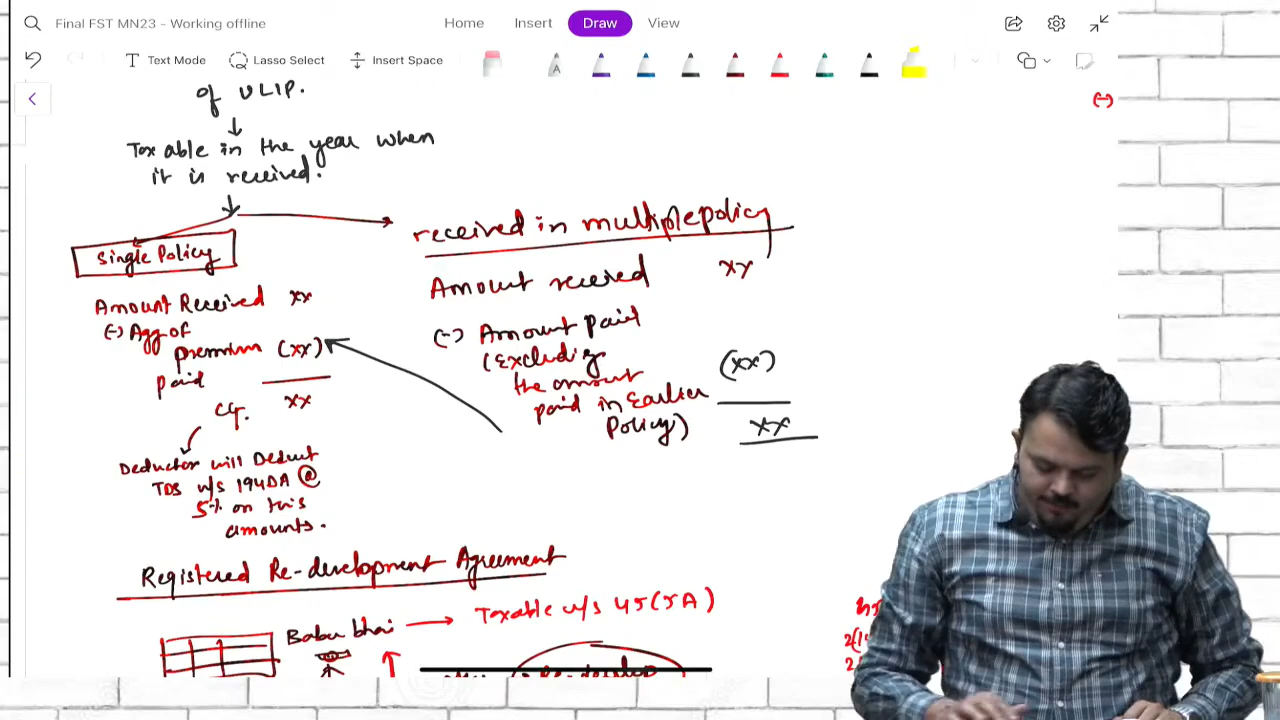 Final FST MN23 - Working offline
Home Insert Draw View
Text Mode Lasso Select Insert Space
of ULIP.
Taxable in the year when
it is received.
Single Policy
Amount Received xx
(-) Agg of
premium (xx)
paid
xx
CG.
Deductor will Deduct
TDS u/s 194DA @
5% on this
amounts.
received in multiple policy
Amount received xx
(-) Amount paid
(Excluding
the amount (xx)
paid in Earlier
Policy) xx
(-)
Registered Re-development Agreement
Babu bhai → Taxable u/s 45(5A)